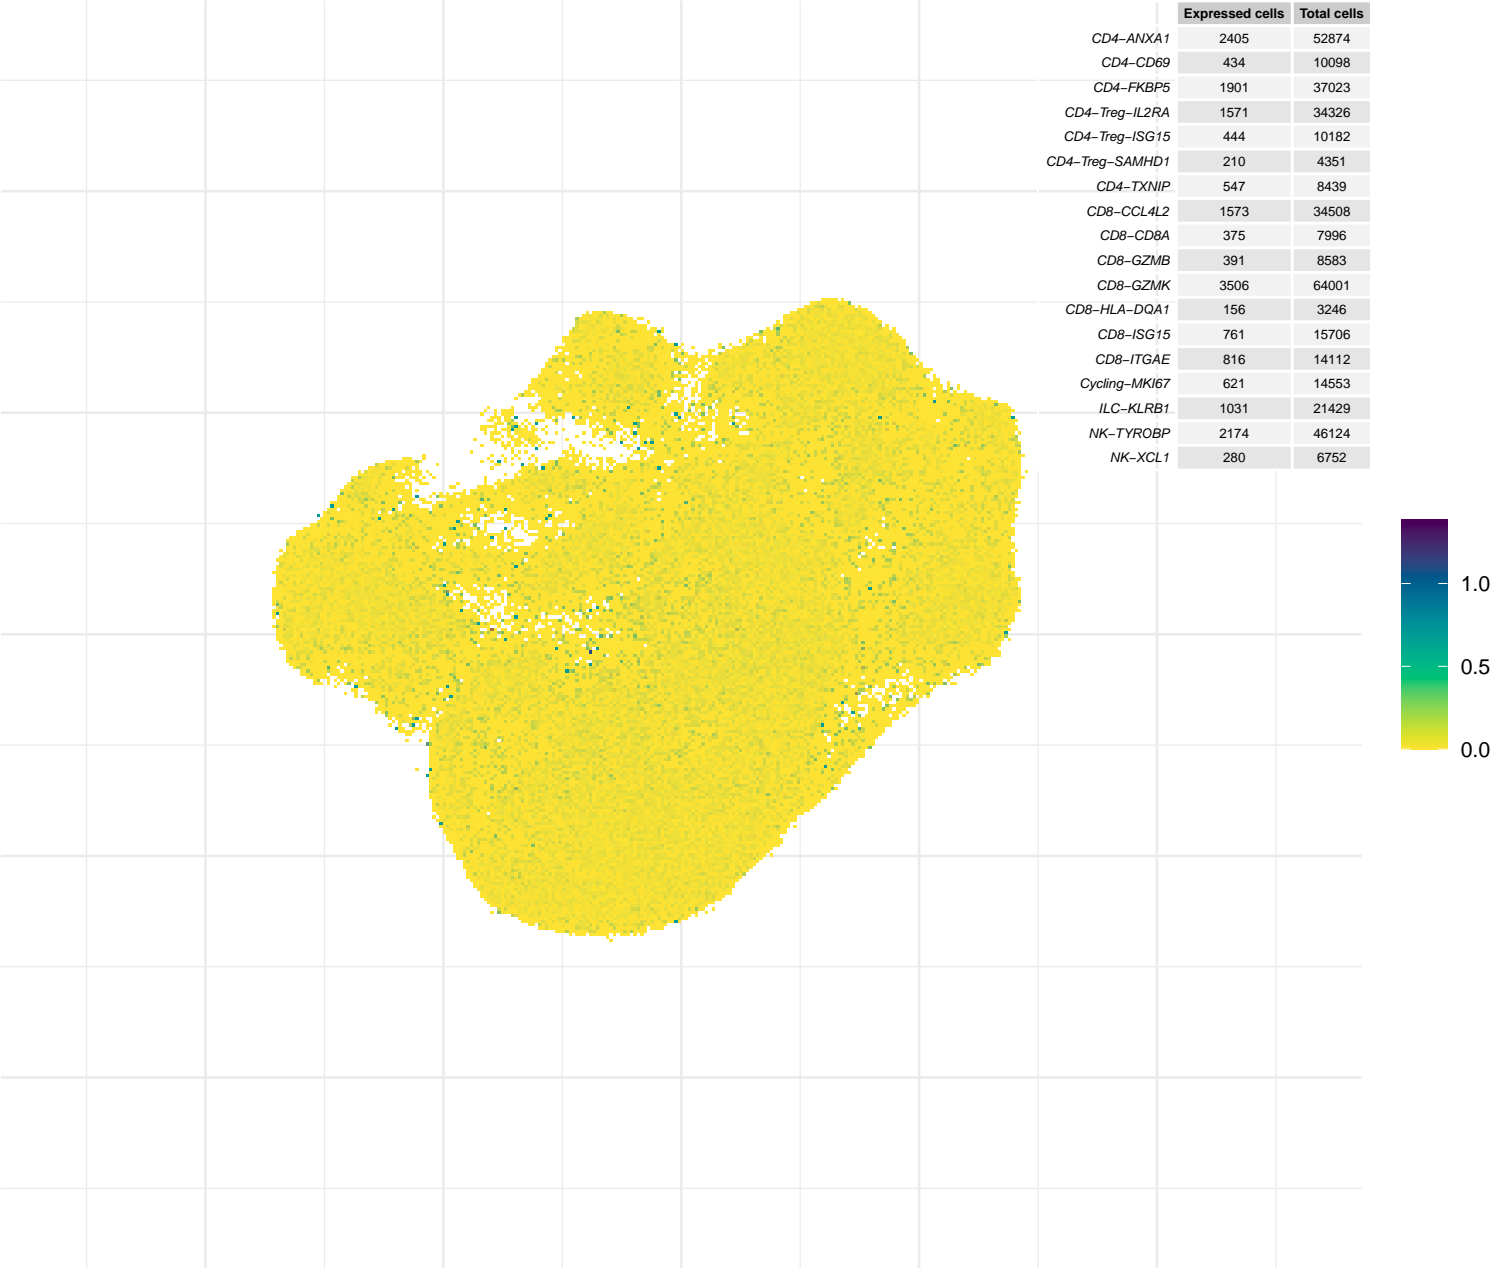 Expressed cells Total cells
CD4−ANXA1 2405 52874
CD4−CD69 434 10098
CD4−FKBP5 1901 37023
CD4−Treg−IL2RA 1571 34326
CD4−Treg−ISG15 444 10182
CD4−Treg−SAMHD1 210 4351
CD4−TXNIP 547 8439
CD8−CCL4L2 1573 34508
CD8−CD8A 375 7996
CD8−GZMB 391 8583
CD8−GZMK 3506 64001
CD8−HLA−DQA1 156 3246
CD8−ISG15 761 15706
CD8−ITGAE 816 14112
Cycling−MKI67 621 14553
ILC−KLRB1 1031 21429
NK−TYROBP 2174 46124
NK−XCL1 280 6752
1.0
0.5
0.0